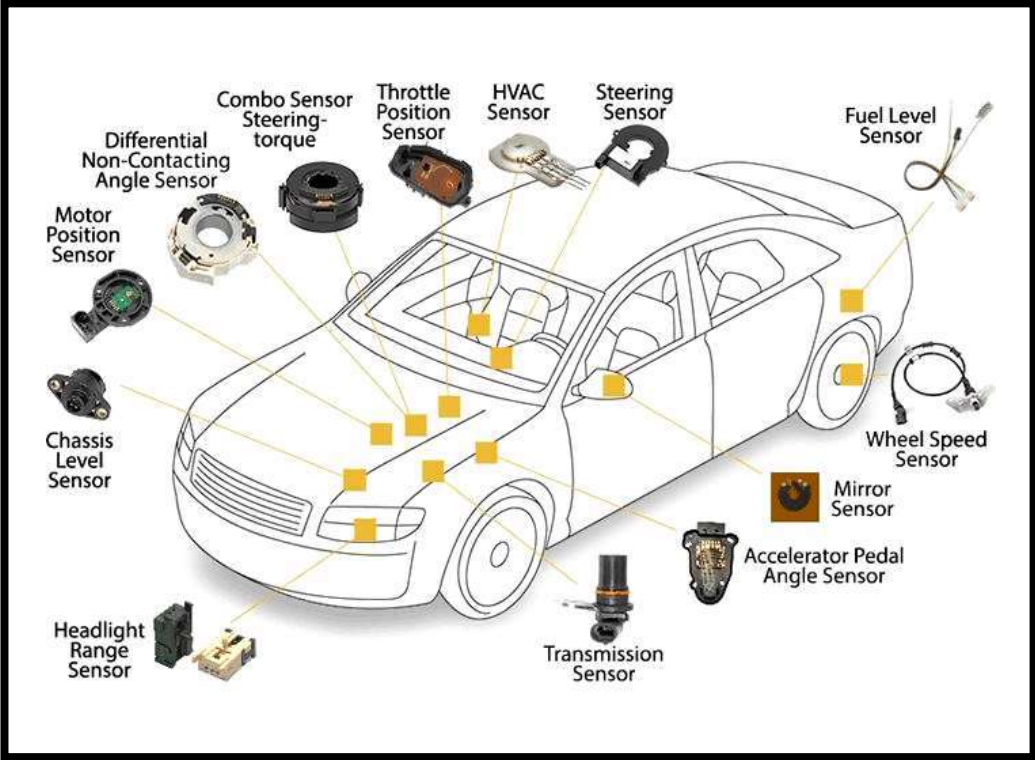 Throttle
Position
Sensor
HVAC
Sensor
Steering
Sensor
Combo Sensor
Steering-
torque
Fuel Level
Sensor
Differential
Non-Contacting
Angle Sensor
Motor
Position
Sensor
Chassis
Level
Sensor
Wheel Speed
Sensor
Mirror
Sensor
Accelerator Pedal
Angle Sensor
Headlight
Range
Sensor
Transmission
Sensor